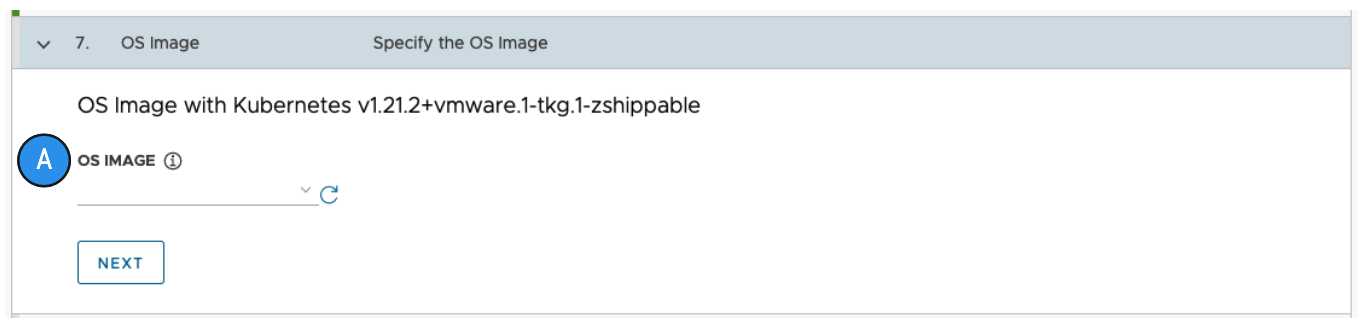 7. OS Image Specify the OS Image
OS Image with Kubernetes v1.21.2+vmware.1-tkg.1-zshippable
A OS IMAGE
NEXT